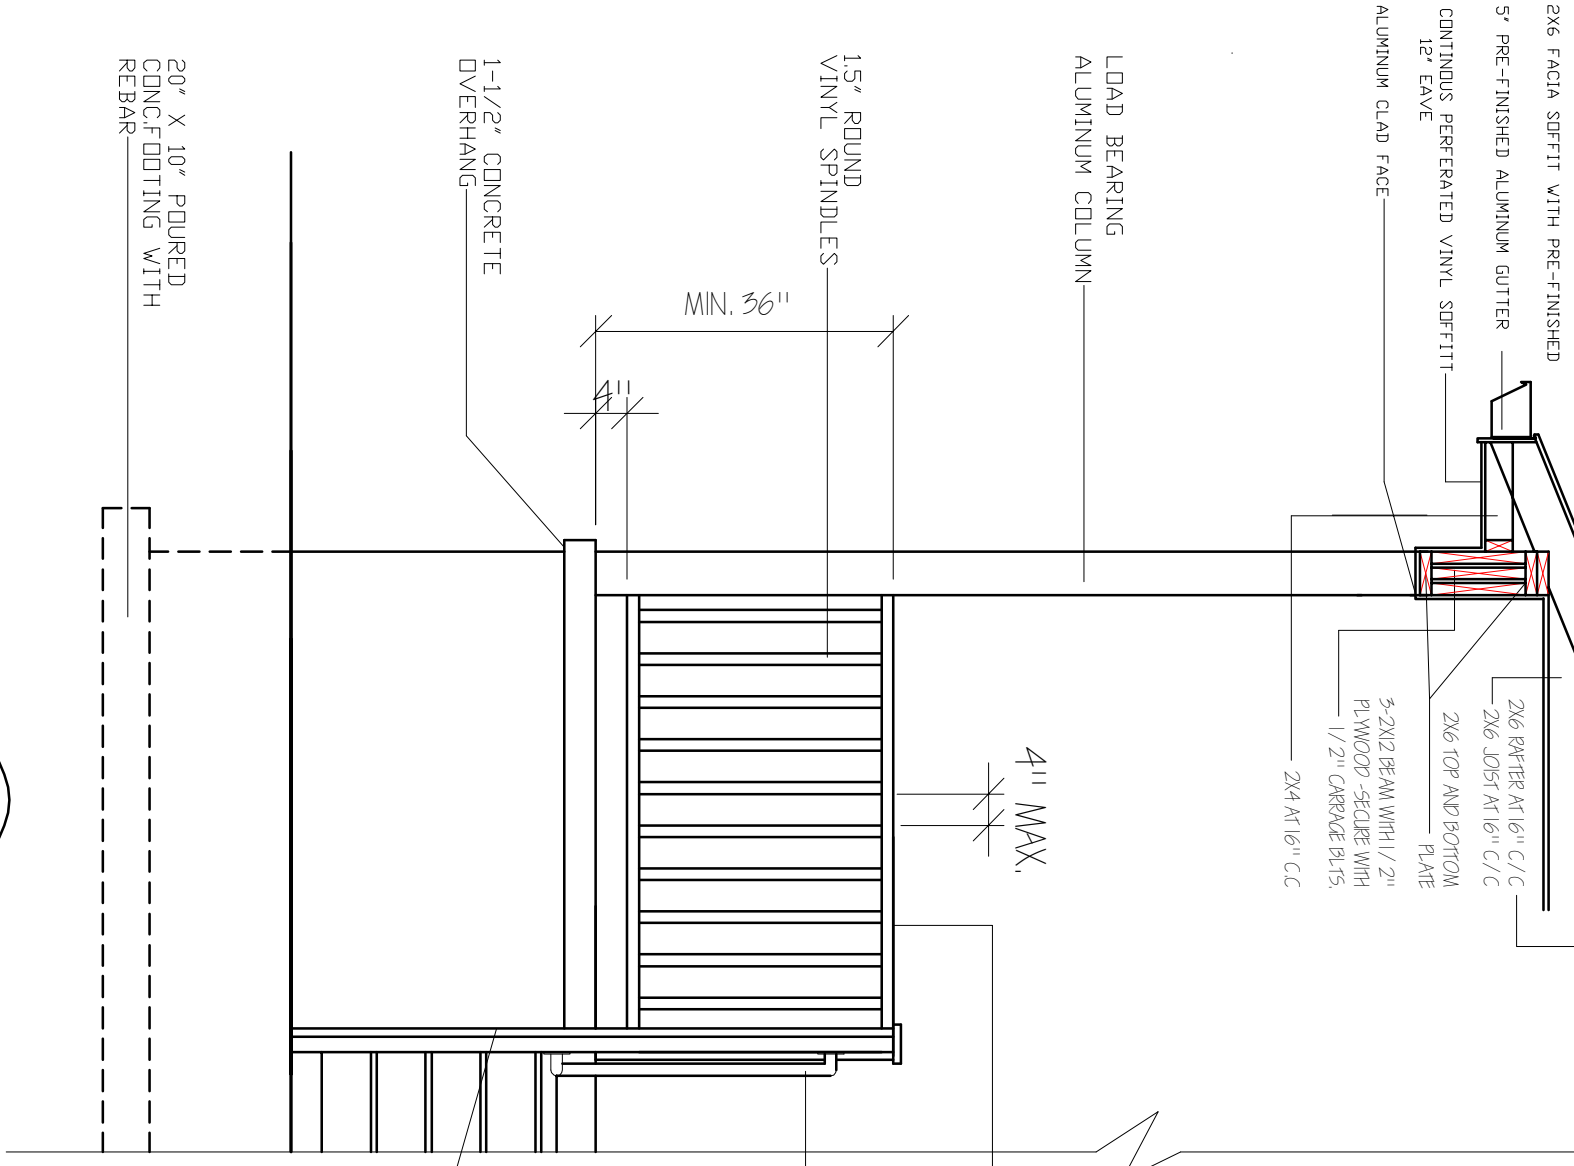 2X6 FACIA SOFFIT WITH PRE-FINISHED
5" PRE-FINISHED ALUMINUM GUTTER
CONTINOUS PERFERATED VINYL SOFFITT
12" EAVE
ALUMINUM CLAD FACE
LOAD BEARING
ALUMINUM COLUMN
1.5" ROUND
VINYL SPINDLES
1-1/2" CONCRETE
OVERHANG
20" X 10" POURED
CONC.FOOTING WITH
REBAR
MIN. 36"
4"
4" MAX.
2X6 RAFTER AT 16" C/C
2X6 JOIST AT 16" C/C
2X6 TOP AND BOTTOM
PLATE
3-2X12 BEAM WITH 1/2"
PLYWOOD -SECURE WITH
1/2" CARRAGE BLTS.
2X4 AT 16" C.C